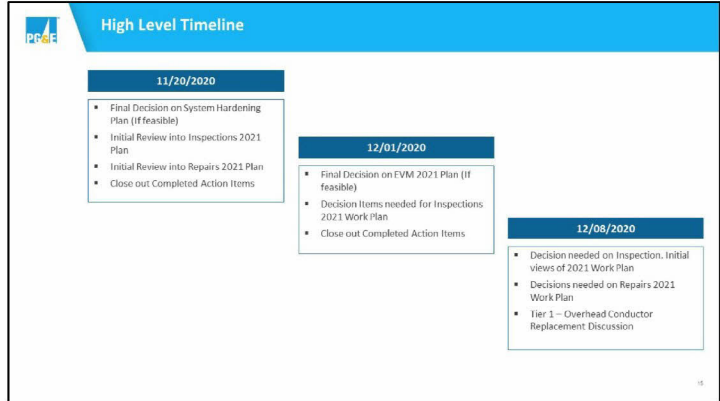 PG&E
High Level Timeline
11/20/2020
▪ Final Decision on System Hardening
Plan (If feasible)
▪ Initial Review into Inspections 2021
Plan
▪ Initial Review into Repairs 2021 Plan
▪ Close out Completed Action Items
12/01/2020
▪ Final Decision on EVM 2021 Plan (If
feasible)
▪ Decision Items needed for Inspections
2021 Work Plan
▪ Close out Completed Action Items
12/08/2020
▪ Decision needed on Inspection, Initial
views of 2021 Work Plan
▪ Decisions needed on Repairs 2021
Work Plan
▪ Tier 1 – Overhead Conductor
Replacement Discussion
15